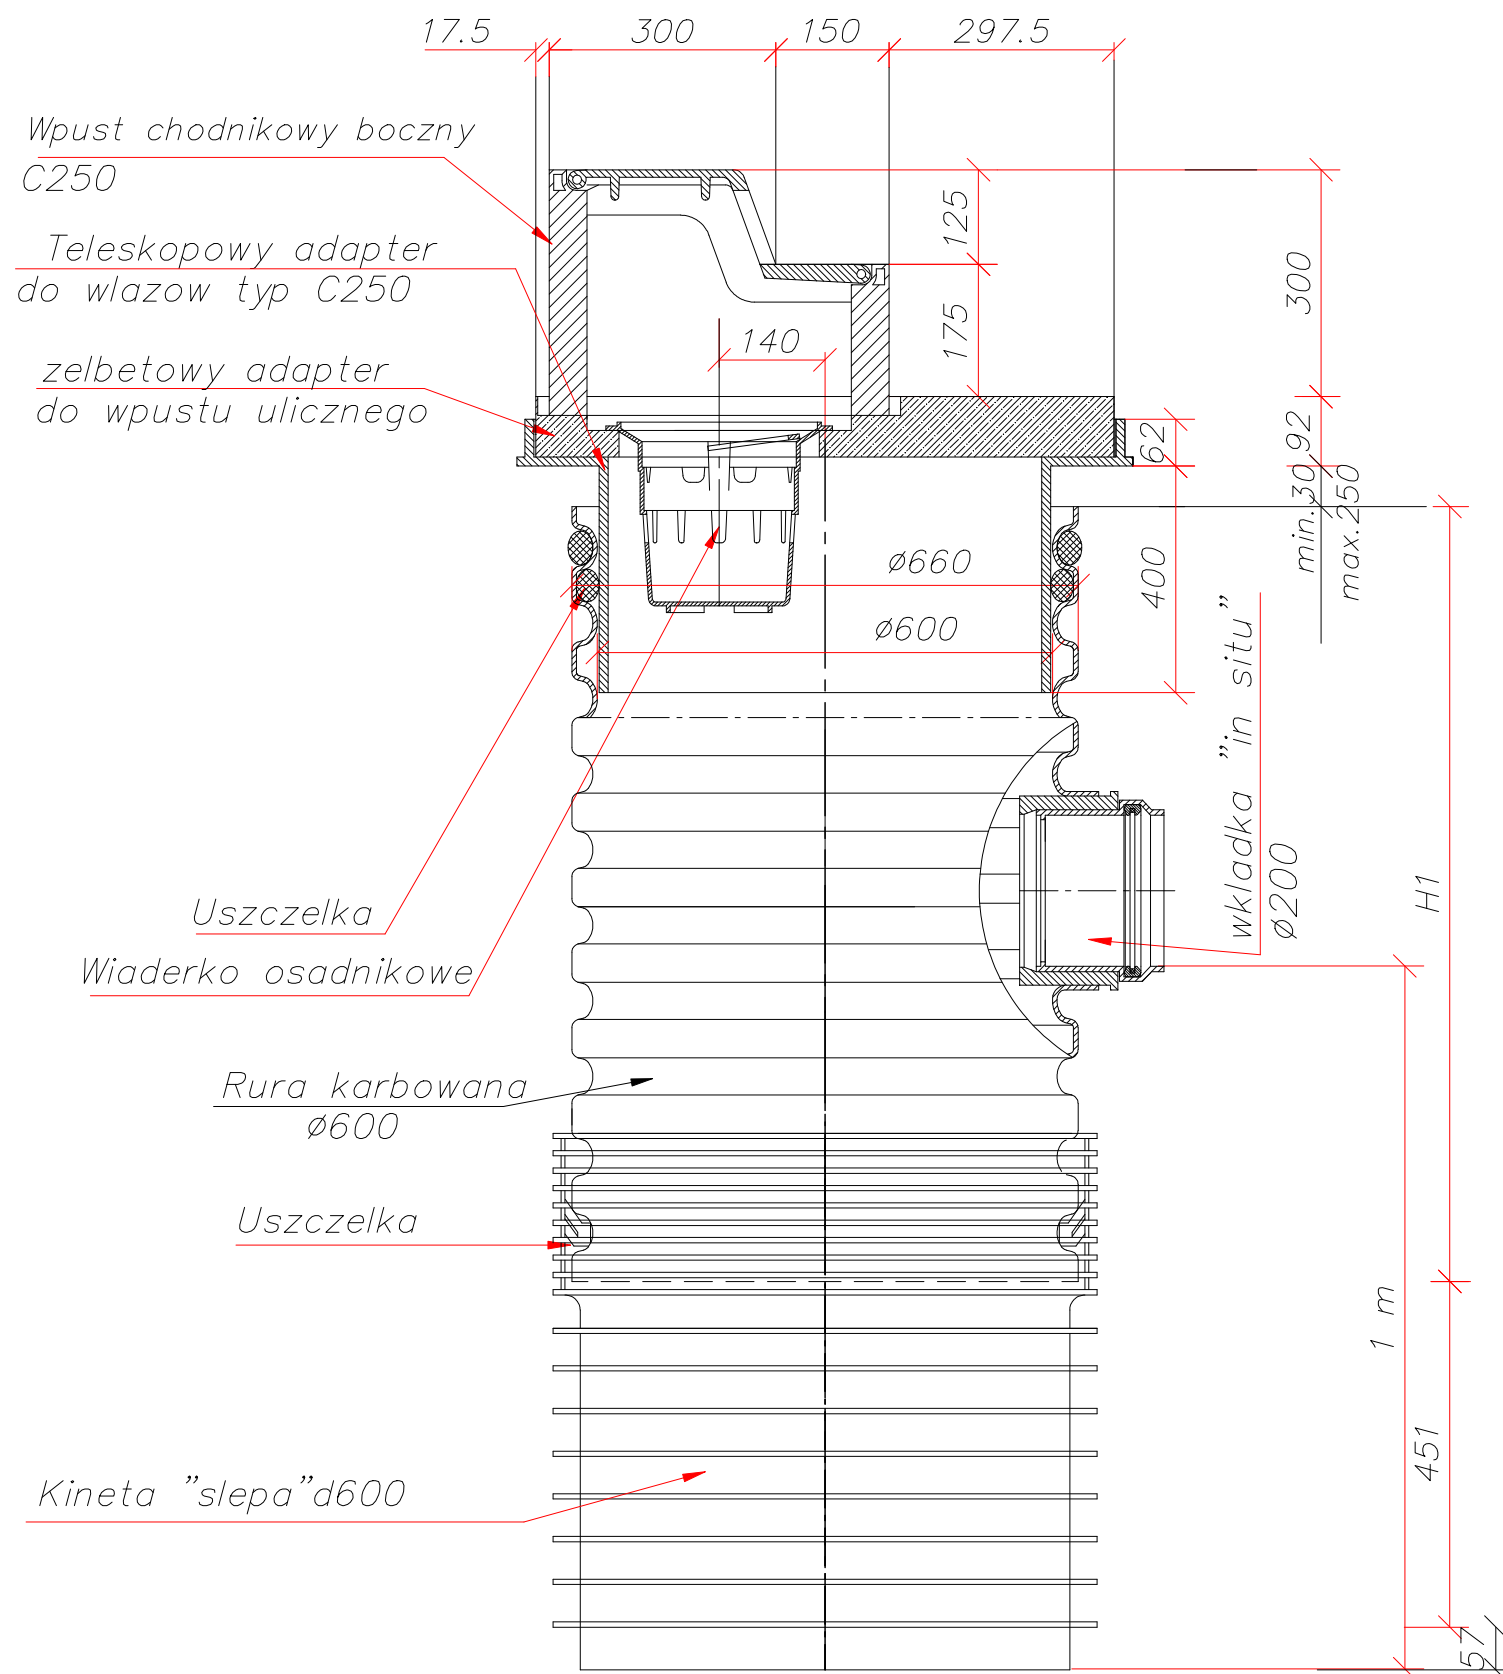 17.5
300
150
297.5
Wpust chodnikowy boczny
C250
Teleskopowy adapter
do wlazow typ C250
zelbetowy adapter
do wpustu ulicznego
125
175
300
140
62
92
min.30
max.250
400
ø660
ø600
wkladka "in situ"
ø200
Uszczelka
Wiaderko osadnikowe
H1
Rura karbowana
ø600
Uszczelka
1 m
451
Kineta "slepa"d600
57